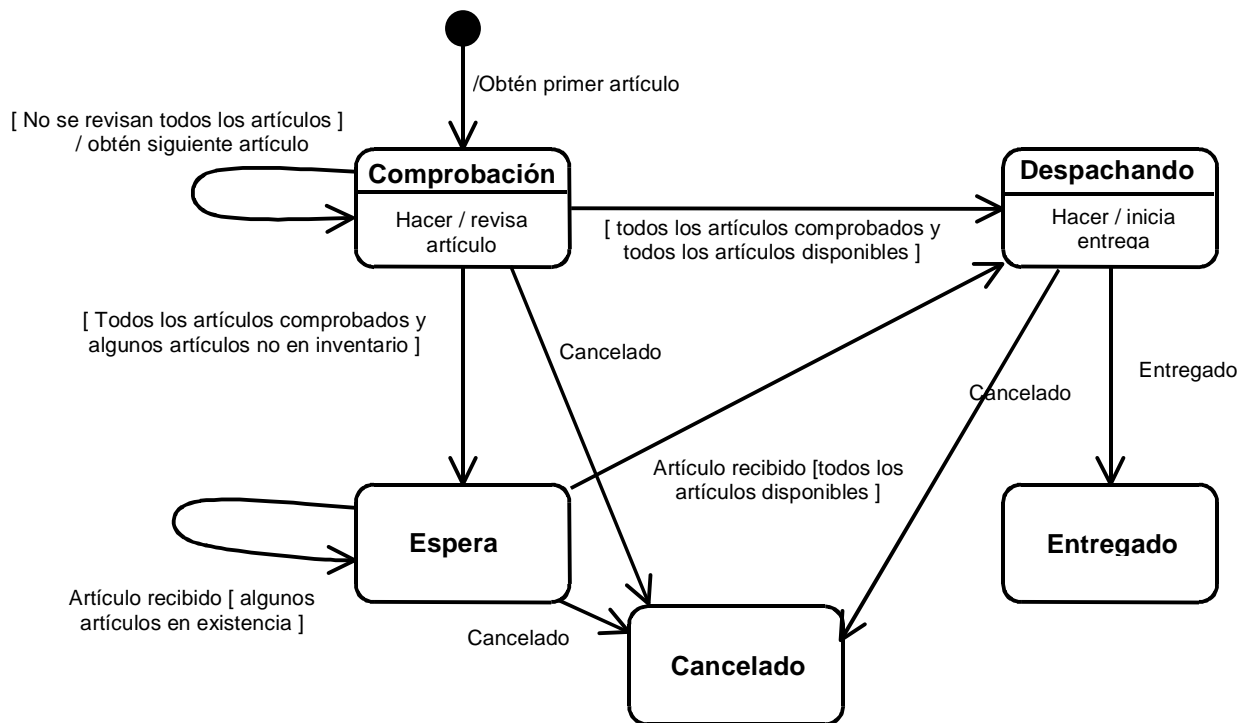 /Obtén primer artículo
[ No se revisan todos los artículos ]
/ obtén siguiente artículo
Comprobación
Hacer / revisa
artículo
Despachando
Hacer / inicia
entrega
[ todos los artículos comprobados y
todos los artículos disponibles ]
[ Todos los artículos comprobados y
algunos artículos no en inventario ]
Cancelado
Cancelado
Entregado
Artículo recibido [todos los
artículos disponibles ]
Espera
Entregado
Artículo recibido [ algunos
artículos en existencia ]
Cancelado
Cancelado